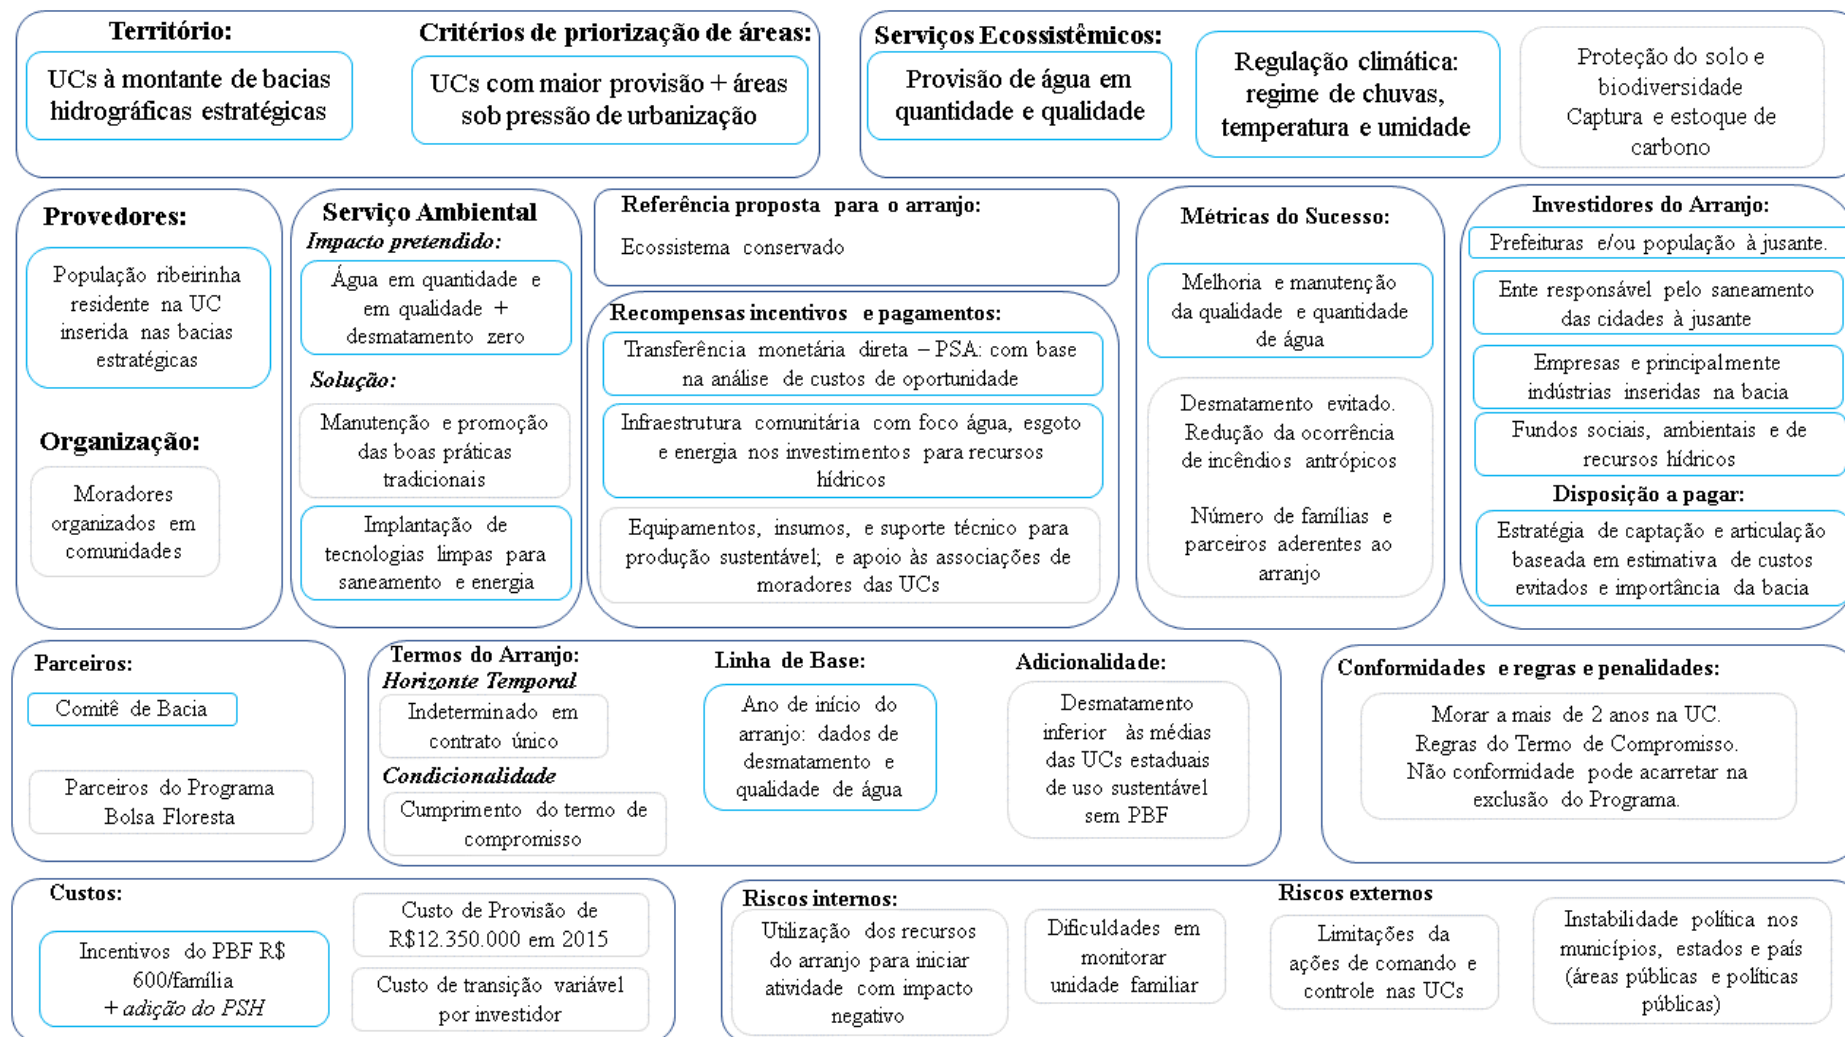 Território:
UCs à montante de bacias
hidrográficas estratégicas
Critérios de priorização de áreas:
UCs com maior provisão + áreas
sob pressão de urbanização
Serviços Ecossistêmicos:
Provisão de água em
quantidade e qualidade
Regulação climática:
regime de chuvas,
temperatura e umidade
Proteção do solo e
biodiversidade
Captura e estoque de
carbono
Provedores:
População ribeirinha
residente na UC
inserida nas bacias
estratégicas
Organização:
Moradores
organizados em
comunidades
Serviço Ambiental
Impacto pretendido:
Água em quantidade e
em qualidade +
desmatamento zero
Solução:
Manutenção e promoção
das boas práticas
tradicionais
Implantação de
tecnologias limpas para
saneamento e energia
Referência proposta para o arranjo:
Ecossistema conservado
Recompensas incentivos e pagamentos:
Transferência monetária direta – PSA: com base
na análise de custos de oportunidade
Infraestrutura comunitária com foco água, esgoto
e energia nos investimentos para recursos
hídricos
Equipamentos, insumos, e suporte técnico para
produção sustentável; e apoio às associações de
moradores das UCs
Métricas do Sucesso:
Melhoria e manutenção
da qualidade e quantidade
de água
Desmatamento evitado.
Redução da ocorrência
de incêndios antrópicos
Número de famílias e
parceiros aderentes ao
arranjo
Investidores do Arranjo:
Prefeituras e/ou população à jusante.
Ente responsável pelo saneamento
das cidades à jusante
Empresas e principalmente
indústrias inseridas na bacia
Fundos sociais, ambientais e de
recursos hídricos
Disposição a pagar:
Estratégia de captação e articulação
baseada em estimativa de custos
evitados e importância da bacia
Parceiros:
Comitê de Bacia
Parceiros do Programa
Bolsa Floresta
Termos do Arranjo:
Horizonte Temporal
Indeterminado em
contrato único
Condicionalidade
Cumprimento do termo de
compromisso
Linha de Base:
Ano de início do
arranjo: dados de
desmatamento e
qualidade de água
Adicionalidade:
Desmatamento
inferior às médias
das UCs estaduais
de uso sustentável
sem PBF
Conformidades e regras e penalidades:
Morar a mais de 2 anos na UC.
Regras do Termo de Compromisso.
Não conformidade pode acarretar na
exclusão do Programa.
Custos:
Incentivos do PBF R$
600/família
+ adição do PSH
Custo de Provisão de
R$12.350.000 em 2015
Custo de transição variável
por investidor
Riscos internos:
Utilização dos recursos
do arranjo para iniciar
atividade com impacto
negativo
Dificuldades em
monitorar
unidade familiar
Riscos externos
Limitações da
ações de comando e
controle nas UCs
Instabilidade política nos
municípios, estados e país
(áreas públicas e políticas
públicas)